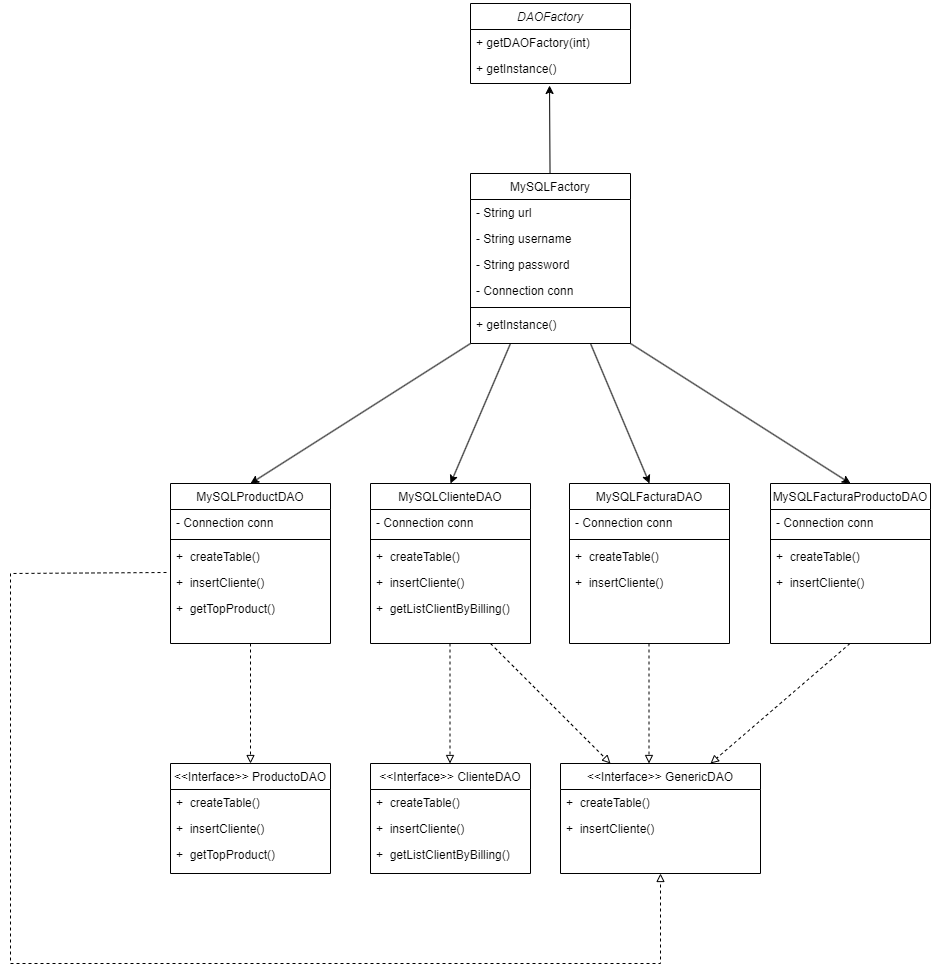 DAOFactory
+ getDAOFactory(int)
+ getInstance()
MySQLFactory
- String url
- String username
- String password
- Connection conn
+ getInstance()
MySQLProductDAO
- Connection conn
+ createTable()
+ insertCliente()
+ getTopProduct()
MySQLClienteDAO
- Connection conn
+ createTable()
+ insertCliente()
+ getListClientByBilling()
MySQLFacturaDAO
- Connection conn
+ createTable()
+ insertCliente()
MySQLFacturaProductoDAO
- Connection conn
+ createTable()
+ insertCliente()
<<Interface>> ProductoDAO
+ createTable()
+ insertCliente()
+ getTopProduct()
<<Interface>> ClienteDAO
+ createTable()
+ insertCliente()
+ getListClientByBilling()
<<Interface>> GenericDAO
+ createTable()
+ insertCliente()